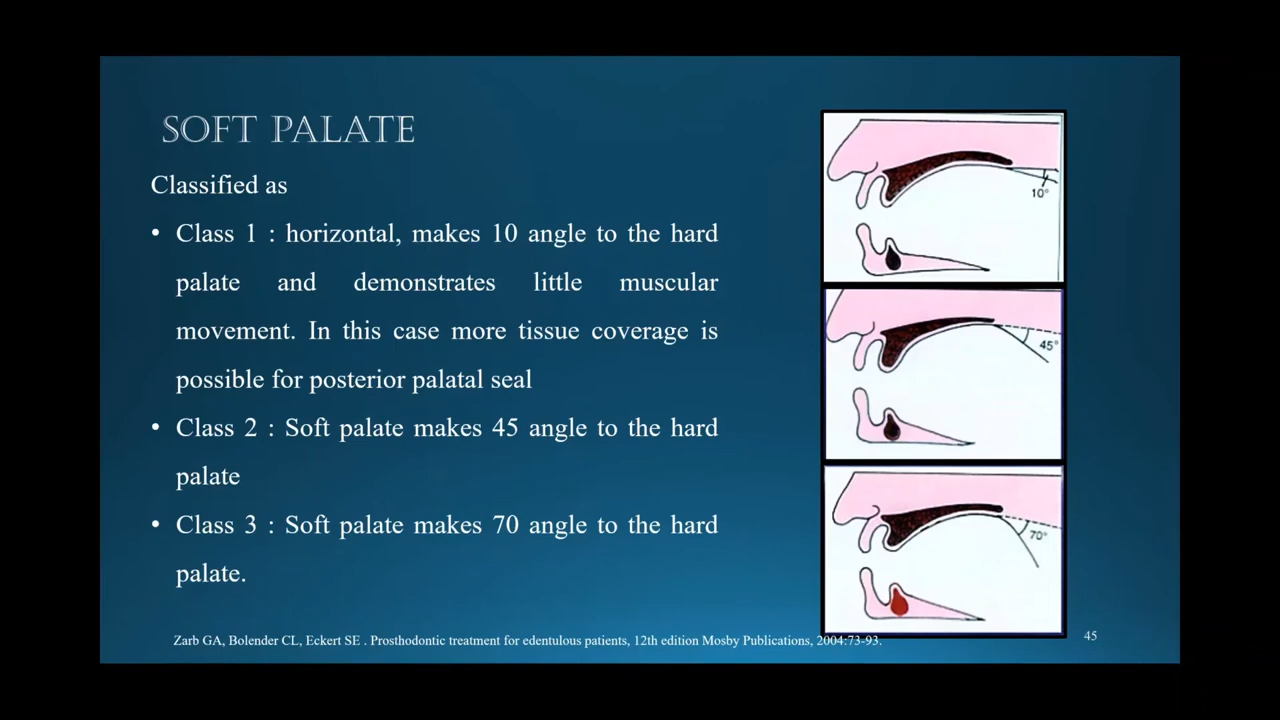 SOFT PALATE
Classified as
• Class 1 : horizontal, makes 10 angle to the hard
palate and demonstrates little muscular
movement. In this case more tissue coverage is
possible for posterior palatal seal
• Class 2 : Soft palate makes 45 angle to the hard
palate
• Class 3 : Soft palate makes 70 angle to the hard
palate.
10°
45°
70°
Zarb GA, Bolender CL, Eckert SE . Prosthodontic treatment for edentulous patients, 12th edition Mosby Publications, 2004:73-93.
45